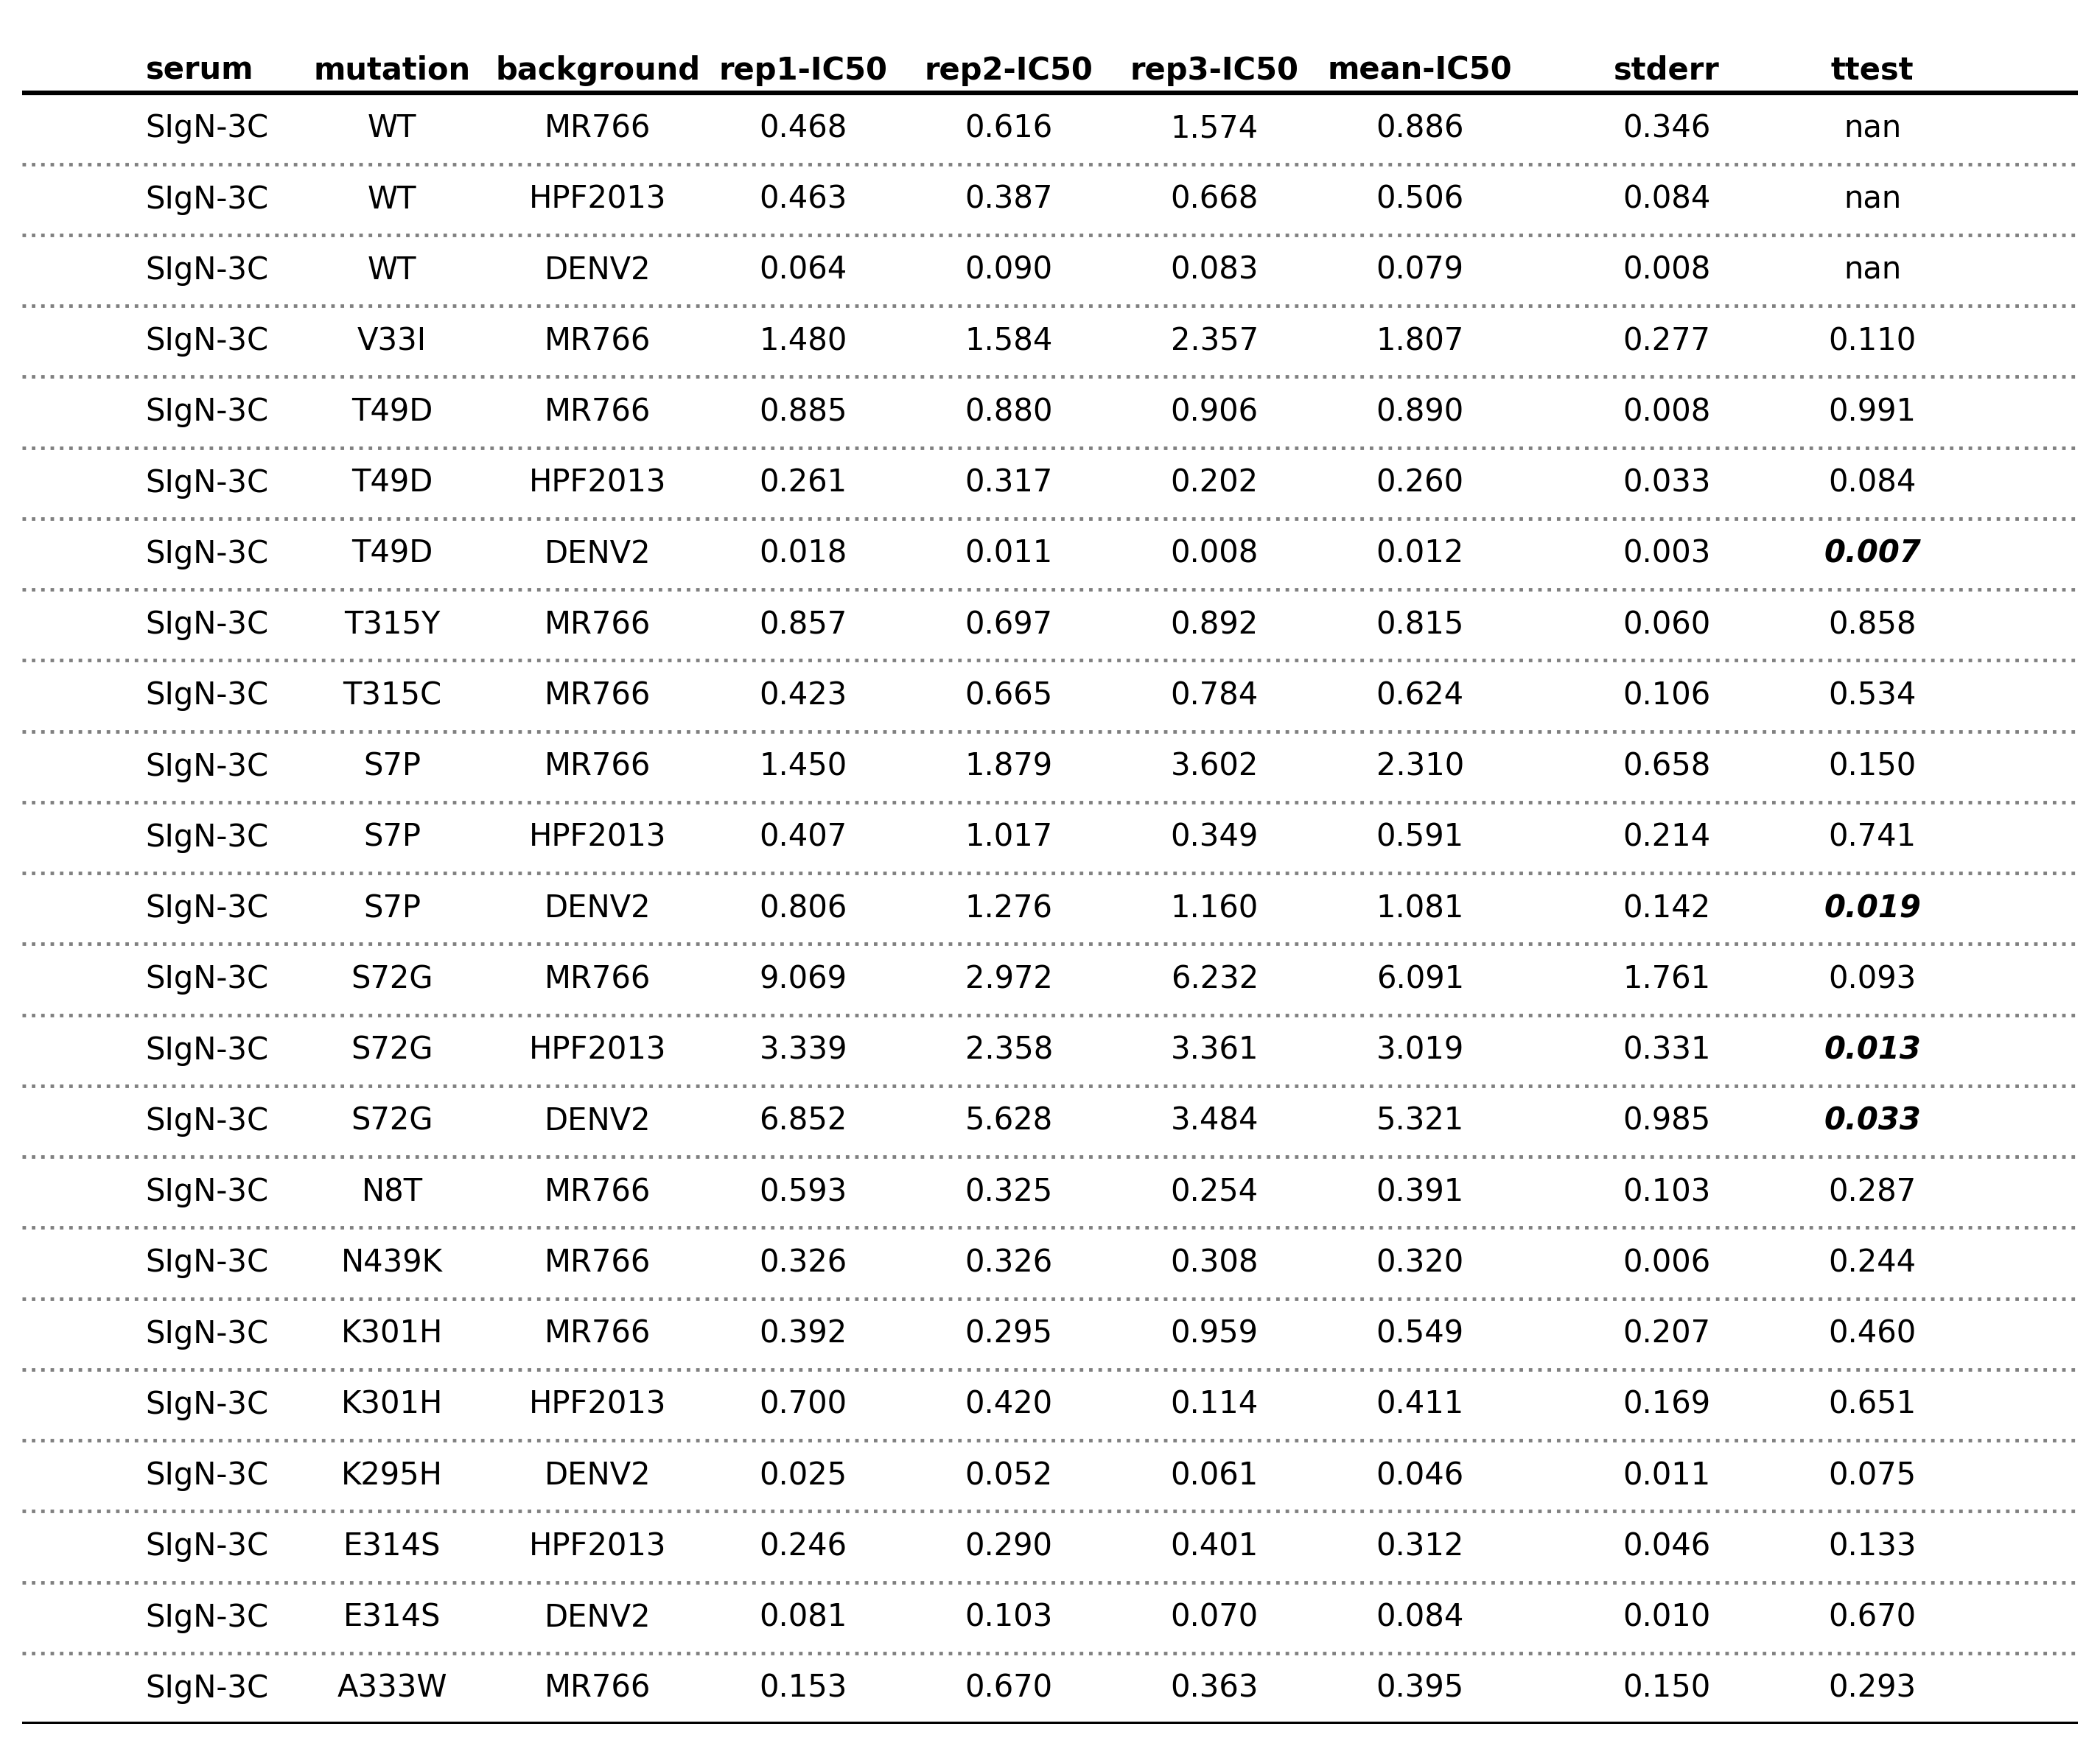 serum mutation background rep1-IC50 rep2-IC50 rep3-IC50 mean-IC50 stderr ttest
SIgN-3C WT MR766 0.468 0.616 1.574 0.886 0.346 nan
SIgN-3C WT HPF2013 0.463 0.387 0.668 0.506 0.084 nan
SIgN-3C WT DENV2 0.064 0.090 0.083 0.079 0.008 nan
SIgN-3C V33I MR766 1.480 1.584 2.357 1.807 0.277 0.110
SIgN-3C T49D MR766 0.885 0.880 0.906 0.890 0.008 0.991
SIgN-3C T49D HPF2013 0.261 0.317 0.202 0.260 0.033 0.084
SIgN-3C T49D DENV2 0.018 0.011 0.008 0.012 0.003 0.007
SIgN-3C T315Y MR766 0.857 0.697 0.892 0.815 0.060 0.858
SIgN-3C T315C MR766 0.423 0.665 0.784 0.624 0.106 0.534
SIgN-3C S7P MR766 1.450 1.879 3.602 2.310 0.658 0.150
SIgN-3C S7P HPF2013 0.407 1.017 0.349 0.591 0.214 0.741
SIgN-3C S7P DENV2 0.806 1.276 1.160 1.081 0.142 0.019
SIgN-3C S72G MR766 9.069 2.972 6.232 6.091 1.761 0.093
SIgN-3C S72G HPF2013 3.339 2.358 3.361 3.019 0.331 0.013
SIgN-3C S72G DENV2 6.852 5.628 3.484 5.321 0.985 0.033
SIgN-3C N8T MR766 0.593 0.325 0.254 0.391 0.103 0.287
SIgN-3C N439K MR766 0.326 0.326 0.308 0.320 0.006 0.244
SIgN-3C K301H MR766 0.392 0.295 0.959 0.549 0.207 0.460
SIgN-3C K301H HPF2013 0.700 0.420 0.114 0.411 0.169 0.651
SIgN-3C K295H DENV2 0.025 0.052 0.061 0.046 0.011 0.075
SIgN-3C E314S HPF2013 0.246 0.290 0.401 0.312 0.046 0.133
SIgN-3C E314S DENV2 0.081 0.103 0.070 0.084 0.010 0.670
SIgN-3C A333W MR766 0.153 0.670 0.363 0.395 0.150 0.293